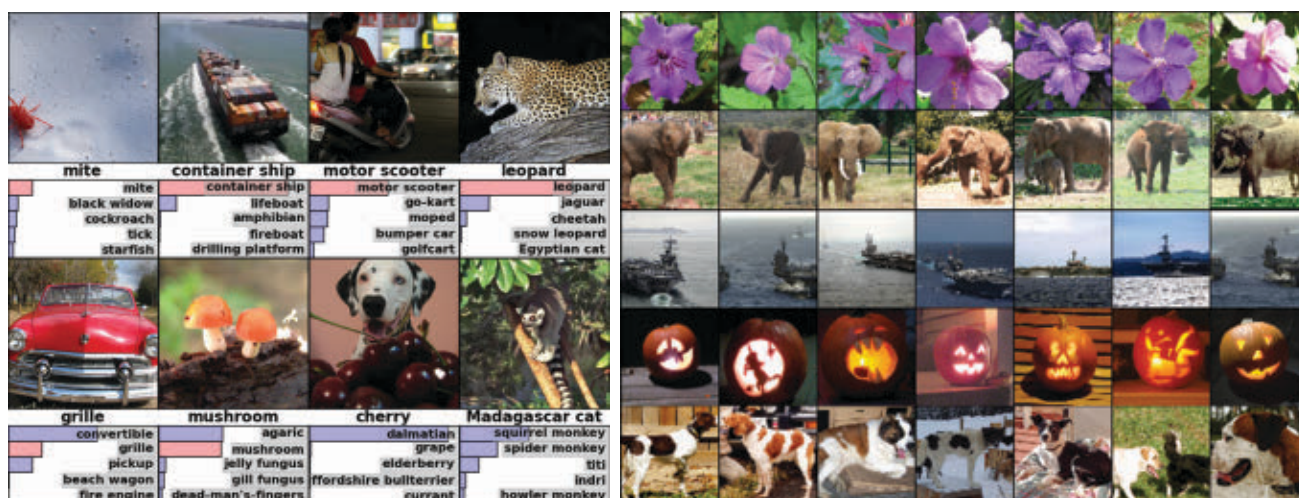 mite container ship motor scooter leopard
mite container ship motor scooter leopard
black widow lifeboat go-kart jaguar
cockroach amphibian moped cheetah
tick fireboat bumper car snow leopard
starfish drilling platform golfcart Egyptian cat
grille mushroom cherry Madagascar cat
convertible agaric dalmatian squirrel monkey
grille mushroom grape spider monkey
pickup jelly fungus elderberry titi
beach wagon gill fungus ffordshire bullterrier indri
fire engine dead-man's-fingers currant howler monkey